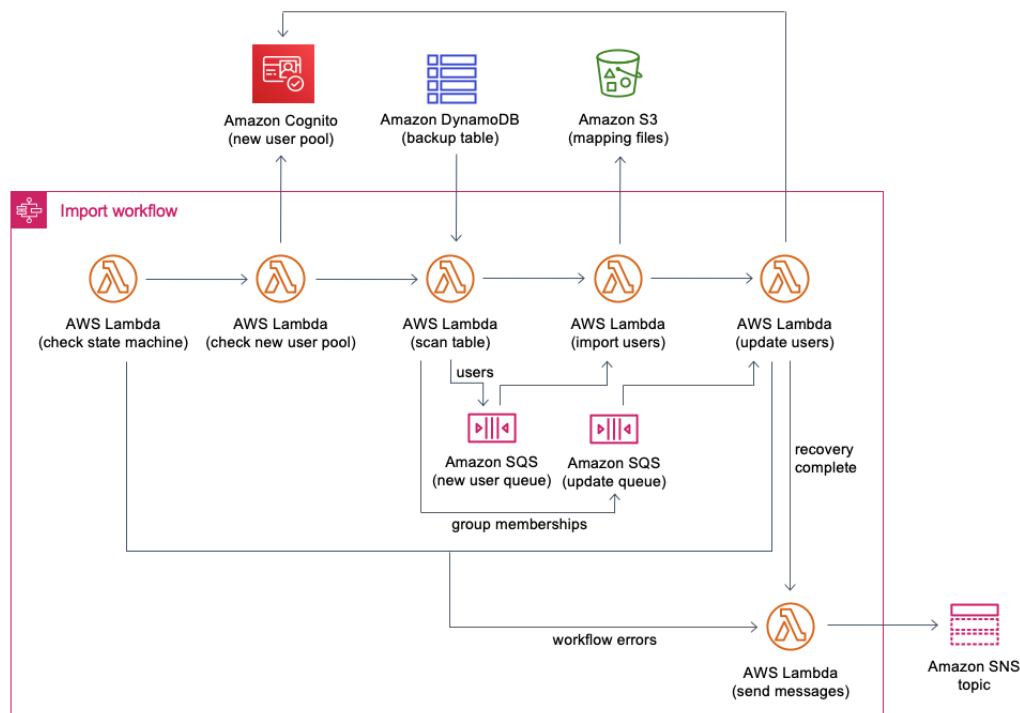 Amazon Cognito
(new user pool)
Amazon DynamoDB
(backup table)
Amazon S3
(mapping files)
Import workflow
AWS Lambda
(check state machine)
AWS Lambda
(check new user pool)
AWS Lambda
(scan table)
AWS Lambda
(import users)
AWS Lambda
(update users)
users
Amazon SQS
(new user queue)
Amazon SQS
(update queue)
recovery
complete
group memberships
workflow errors
AWS Lambda
(send messages)
Amazon SNS
topic